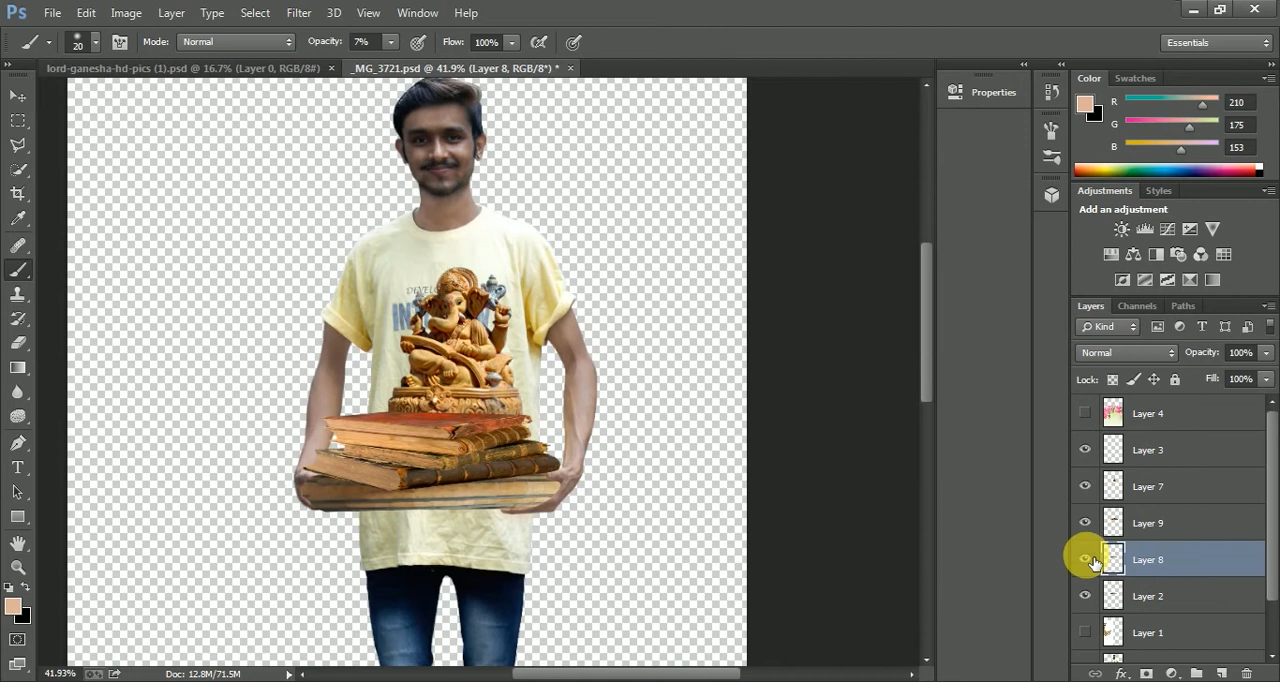 Ps File Edit Image Layer Type Select Filter 3D View Window Help
20 Mode: Normal Opacity: 7% Flow: 100% Essentials
lord-ganesha-hd-pics (1).psd @ 16.7% (Layer 0, RGB/8#) × _MG_3721.psd @ 41.9% (Layer 8, RGB/8*) * ×
Properties
Color Swatches
R 210
G 175
B 153
Adjustments Styles
Add an adjustment
Layers Channels Paths
Kind
Normal Opacity: 100%
Lock: Fill: 100%
Layer 4
Layer 3
Layer 7
Layer 9
Layer 8
Layer 2
Layer 1
41.93% Doc: 12.8M/71.5M